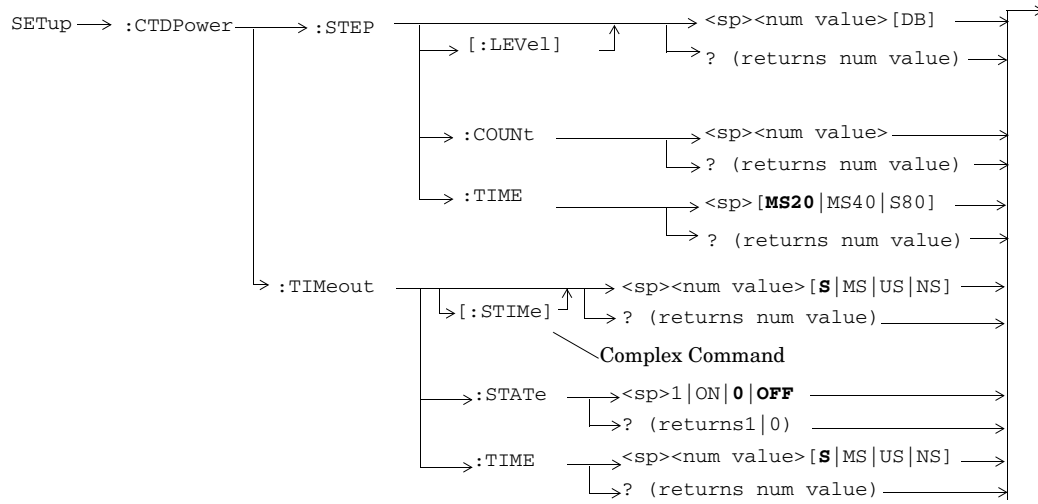 SETup :CTDPower :STEP <sp><num value>[DB]
[:LEVel] ? (returns num value)
:COUNt <sp><num value>
? (returns num value)
:TIME <sp>[MS20|MS40|S80]
? (returns num value)
:TIMeout <sp><num value>[S|MS|US|NS]
[:STIMe] ? (returns num value)
Complex Command
:STATe <sp>1|ON|0|OFF
? (returns1|0)
:TIME <sp><num value>[S|MS|US|NS]
? (returns num value)